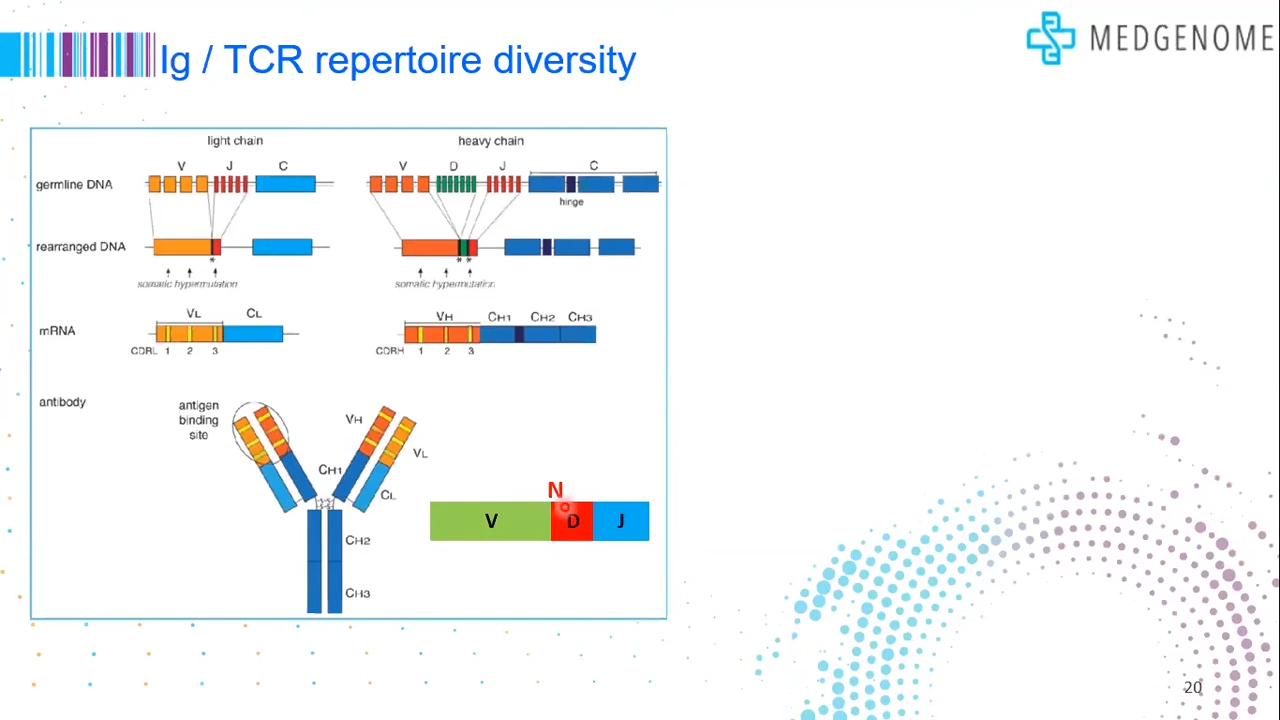 Ig / TCR repertoire diversity
MEDGENOME
light chain
heavy chain
V J C
V D J C
germline DNA
hinge
rearranged DNA
* * *
somatic hypermutation
somatic hypermutation
VL CL
VH CH1 CH2 CH3
mRNA
CDRL 1 2 3
CDRH 1 2 3
antibody
antigen
binding
site
VH
VL
CH1
CL
N
V D J
CH2
CH3
20